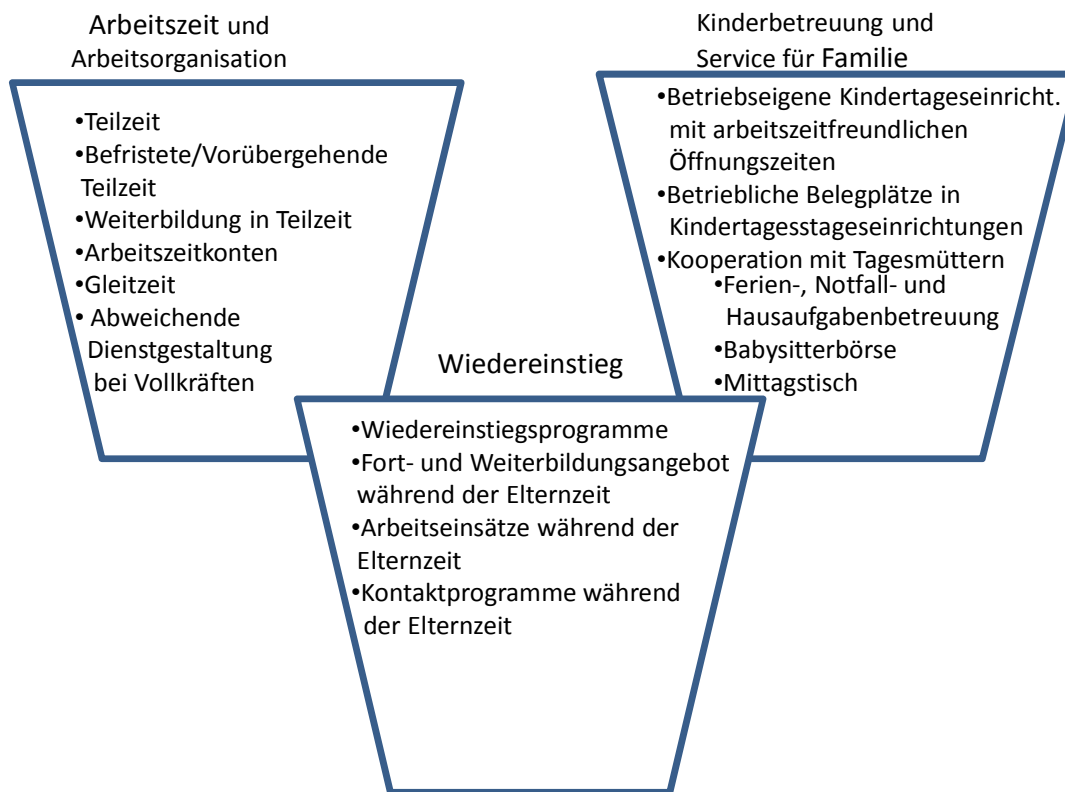 Arbeitszeit und
Arbeitsorganisation
•Teilzeit
•Befristete/Vorübergehende
Teilzeit
•Weiterbildung in Teilzeit
•Arbeitszeitkonten
•Gleitzeit
• Abweichende
Dienstgestaltung
bei Vollkräften
Kinderbetreuung und
Service für Familie
•Betriebseigene Kindertageseinricht.
mit arbeitszeitfreundlichen
Öffnungszeiten
•Betriebliche Belegplätze in
Kindertagesstageseinrichtungen
•Kooperation mit Tagesmüttern
•Ferien-, Notfall- und
Hausaufgabenbetreuung
•Babysitterbörse
•Mittagstisch
Wiedereinstieg
•Wiedereinstiegsprogramme
•Fort- und Weiterbildungsangebot
während der Elternzeit
•Arbeitseinsätze während der
Elternzeit
•Kontaktprogramme während
der Elternzeit